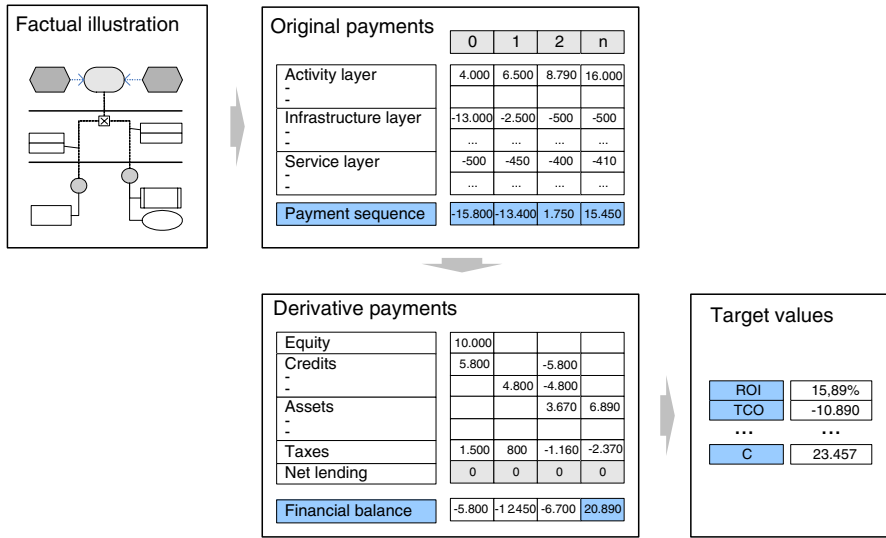 Factual illustration
Original payments
0 1 2 n
Activity layer 4.000 6.500 8.790 16.000
-
-
Infrastructure layer -13.000 -2.500 -500 -500
-
- ... ... ... ...
Service layer -500 -450 -400 -410
-
- ... ... ... ...
Payment sequence -15.800 -13.400 1.750 15.450
Derivative payments
Equity 10.000
Credits 5.800 -5.800
-
- 4.800 -4.800
Assets 3.670 6.890
-
-
Taxes 1.500 800 -1.160 -2.370
Net lending 0 0 0 0
Financial balance -5.800 -12450 -6.700 20.890
Target values
ROI 15,89%
TCO -10.890
... ...
C 23.457